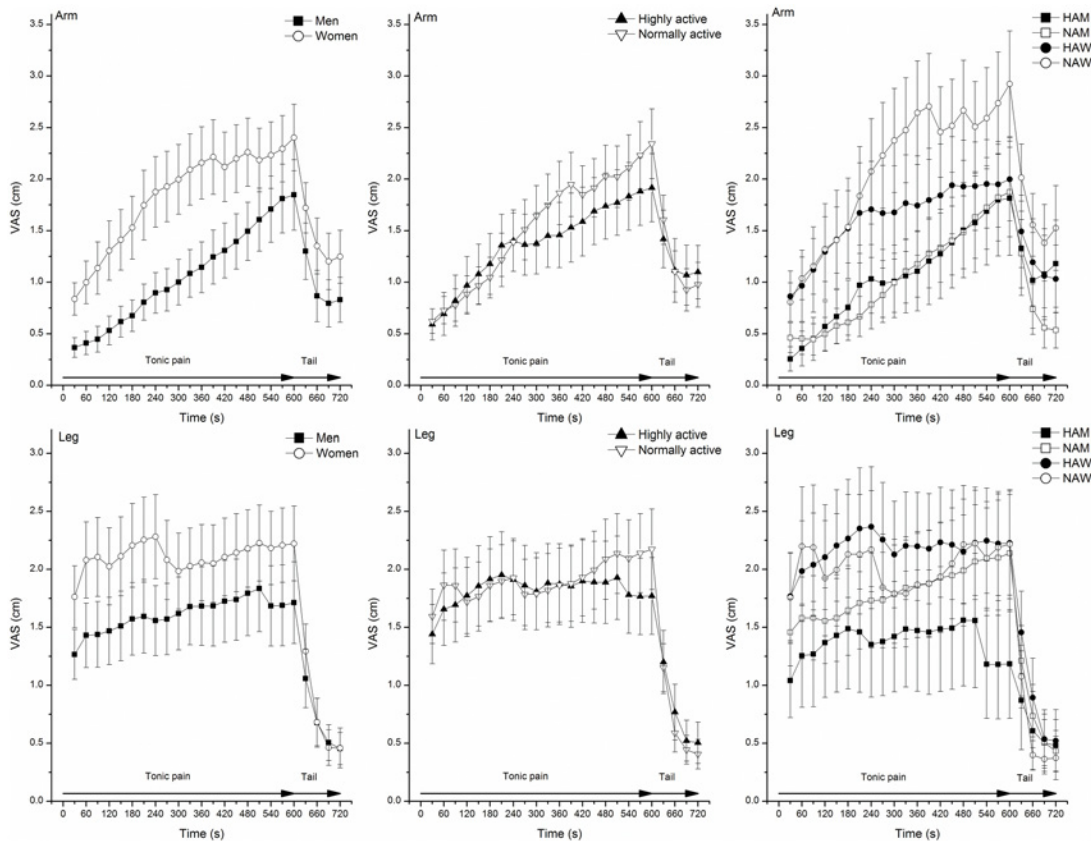 Arm
Men
Women
3.5
3.0
2.5
2.0
1.5
1.0
0.5
0.0
VAS (cm)
Tonic pain
Tail
0 60 120 180 240 300 360 420 480 540 600 660 720
Time (s)
Highly active
Normally active
3.5
3.0
2.5
2.0
1.5
1.0
0.5
0.0
VAS (cm)
Tonic pain
Tail
0 60 120 180 240 300 360 420 480 540 600 660 720
Time (s)
Arm
HAM
NAM
HAW
NAW
3.5
3.0
2.5
2.0
1.5
1.0
0.5
0.0
VAS (cm)
Tonic pain
Tail
0 60 120 180 240 300 360 420 480 540 600 660 720
Time (s)
Leg
Men
Women
3.0
2.5
2.0
1.5
1.0
0.5
0.0
VAS (cm)
Tonic pain
Tail
0 60 120 180 240 300 360 420 480 540 600 660 720
Time (s)
Highly active
Normally active
3.0
2.5
2.0
1.5
1.0
0.5
0.0
VAS (cm)
Tonic pain
Tail
0 60 120 180 240 300 360 420 480 540 600 660 720
Time (s)
Leg
HAM
NAM
HAW
NAW
3.0
2.5
2.0
1.5
1.0
0.5
0.0
VAS (cm)
Tonic pain
Tail
0 60 120 180 240 300 360 420 480 540 600 660 720
Time (s)